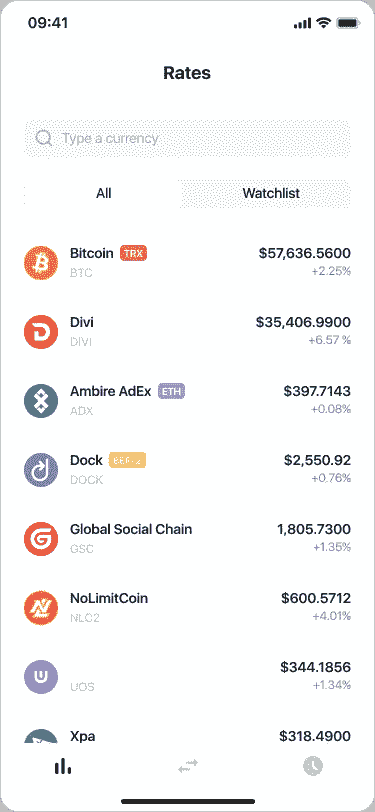 09:41
Rates
Type a currency
All Watchlist
Bitcoin TRX $57,636.5600
BTC +2.25%
Divi $35,406.9900
DIVI +6.57 %
Ambire AdEx ETH $397.7143
ADX +0.08%
Dock BEP-2 $2,550.92
DOCK +0.76%
Global Social Chain 1,805.7300
GSC +1.35%
NoLimitCoin $600.5712
NLC2 +4.01%
$344.1856
UOS +1.34%
Xpa $318.4900